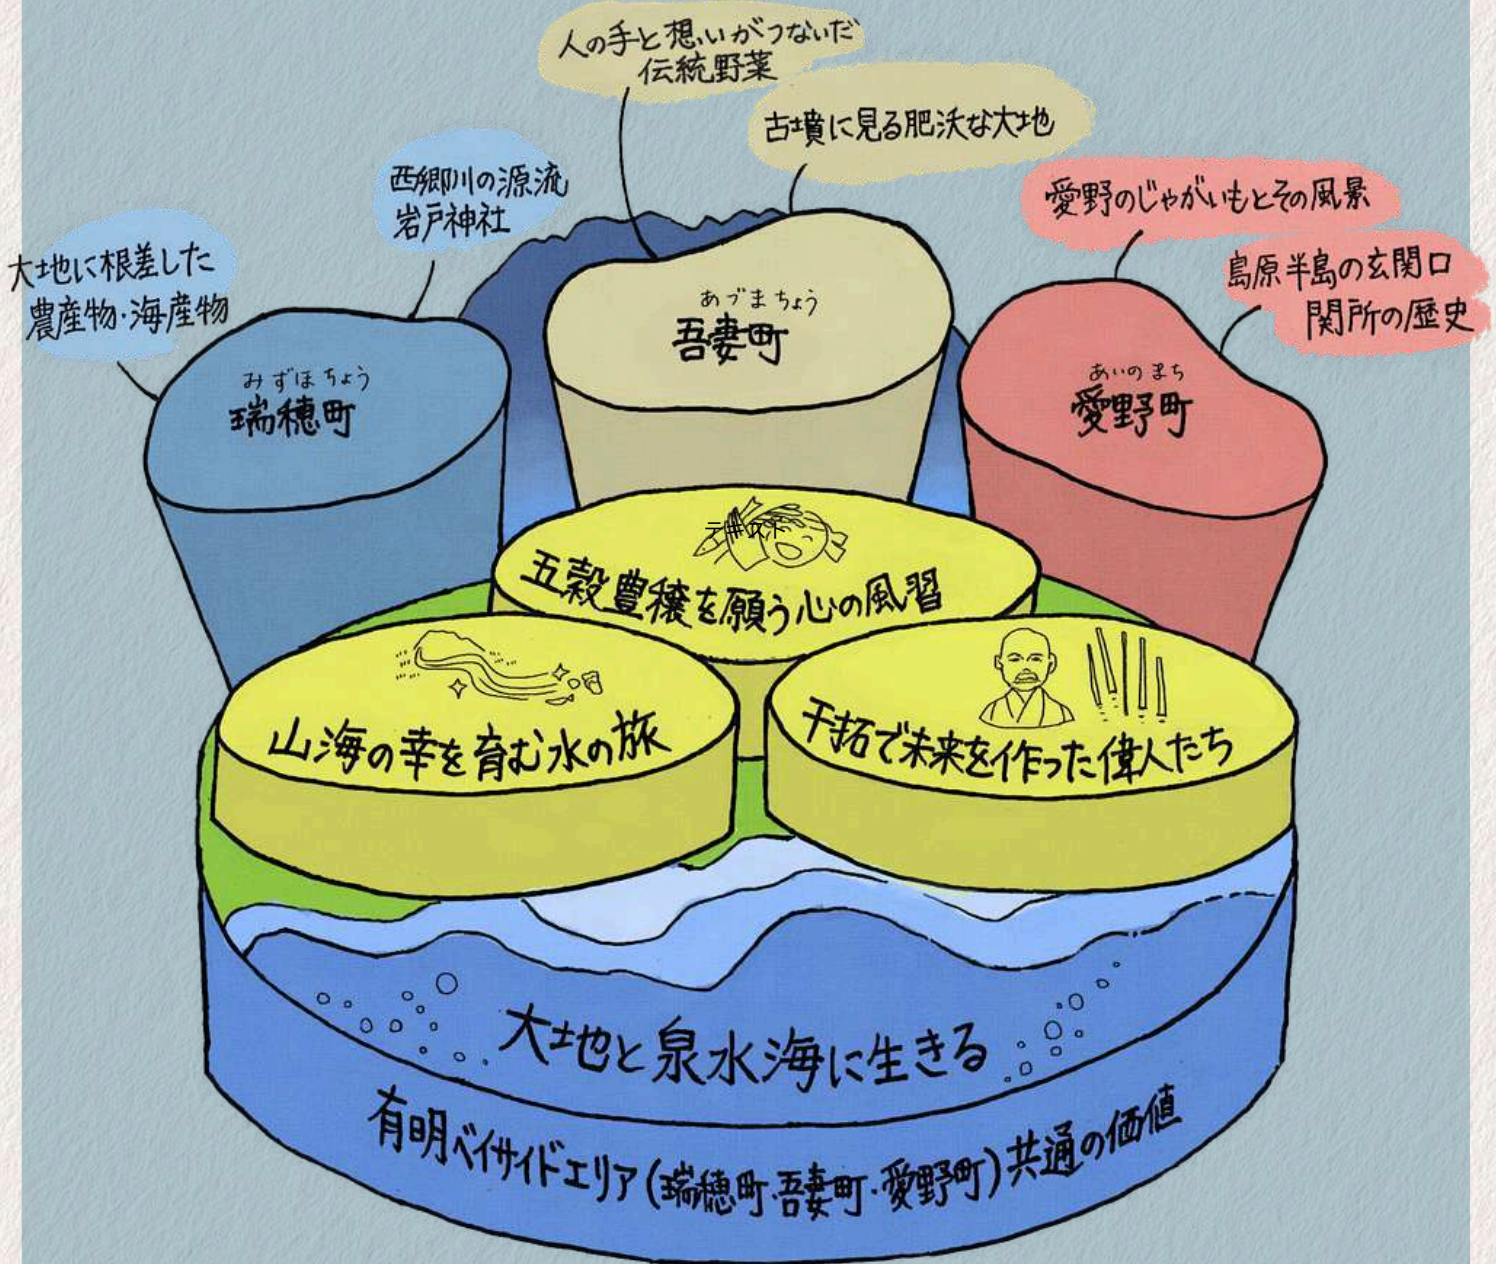 人の手と想いがつないだ
伝統野菜
古墳に見る肥沃な大地
西郷川の源流
岩戸神社
愛野のじゃがいもとその風景
大地に根差した
農産物・海産物
島原半島の玄関口
関所の歴史
あづまちょう
吾妻町
みずほちょう
瑞穂町
あいのまち
愛野町
テキスト
五穀豊穣を願う心の風習
山海の幸を育む水の旅
干拓で未来を作った偉人たち
大地と泉水海に生きる
有明ベイサイドエリア(瑞穂町・吾妻町・愛野町)共通の価値